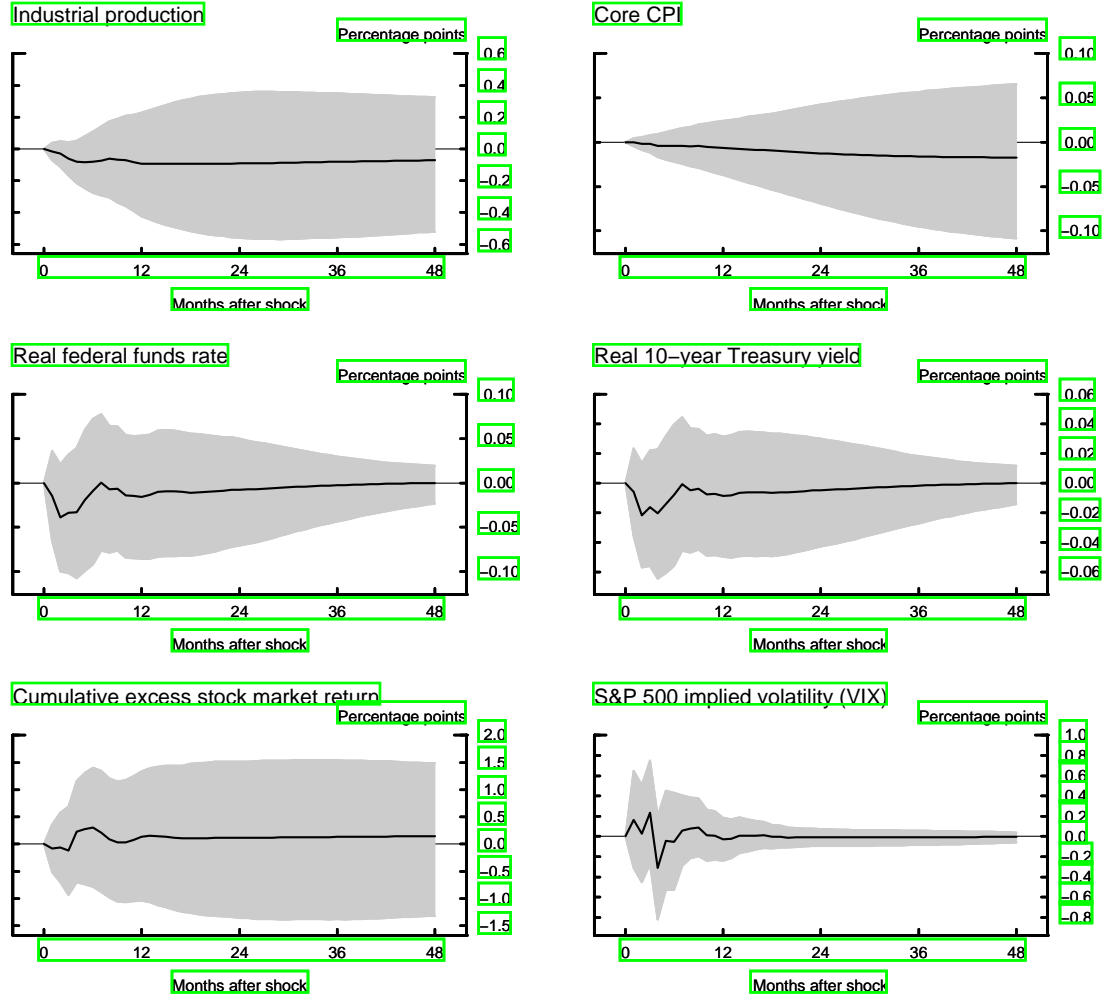 Industrial production
Percentage points
0.6
0.4
0.2
0.0
−0.2
−0.4
−0.6
0 12 24 36 48
Months after shock
Core CPI
Percentage points
0.10
0.05
0.00
−0.05
−0.10
0 12 24 36 48
Months after shock
Real federal funds rate
Percentage points
0.10
0.05
0.00
−0.05
−0.10
0 12 24 36 48
Months after shock
Real 10−year Treasury yield
Percentage points
0.06
0.04
0.02
0.00
−0.02
−0.04
−0.06
0 12 24 36 48
Months after shock
Cumulative excess stock market return
Percentage points
2.0
1.5
1.0
0.5
0.0
−0.5
−1.0
−1.5
0 12 24 36 48
Months after shock
S&P 500 implied volatility (VIX)
Percentage points
1.0
0.8
0.6
0.4
0.2
0.0
−0.2
−0.4
−0.6
−0.8
0 12 24 36 48
Months after shock